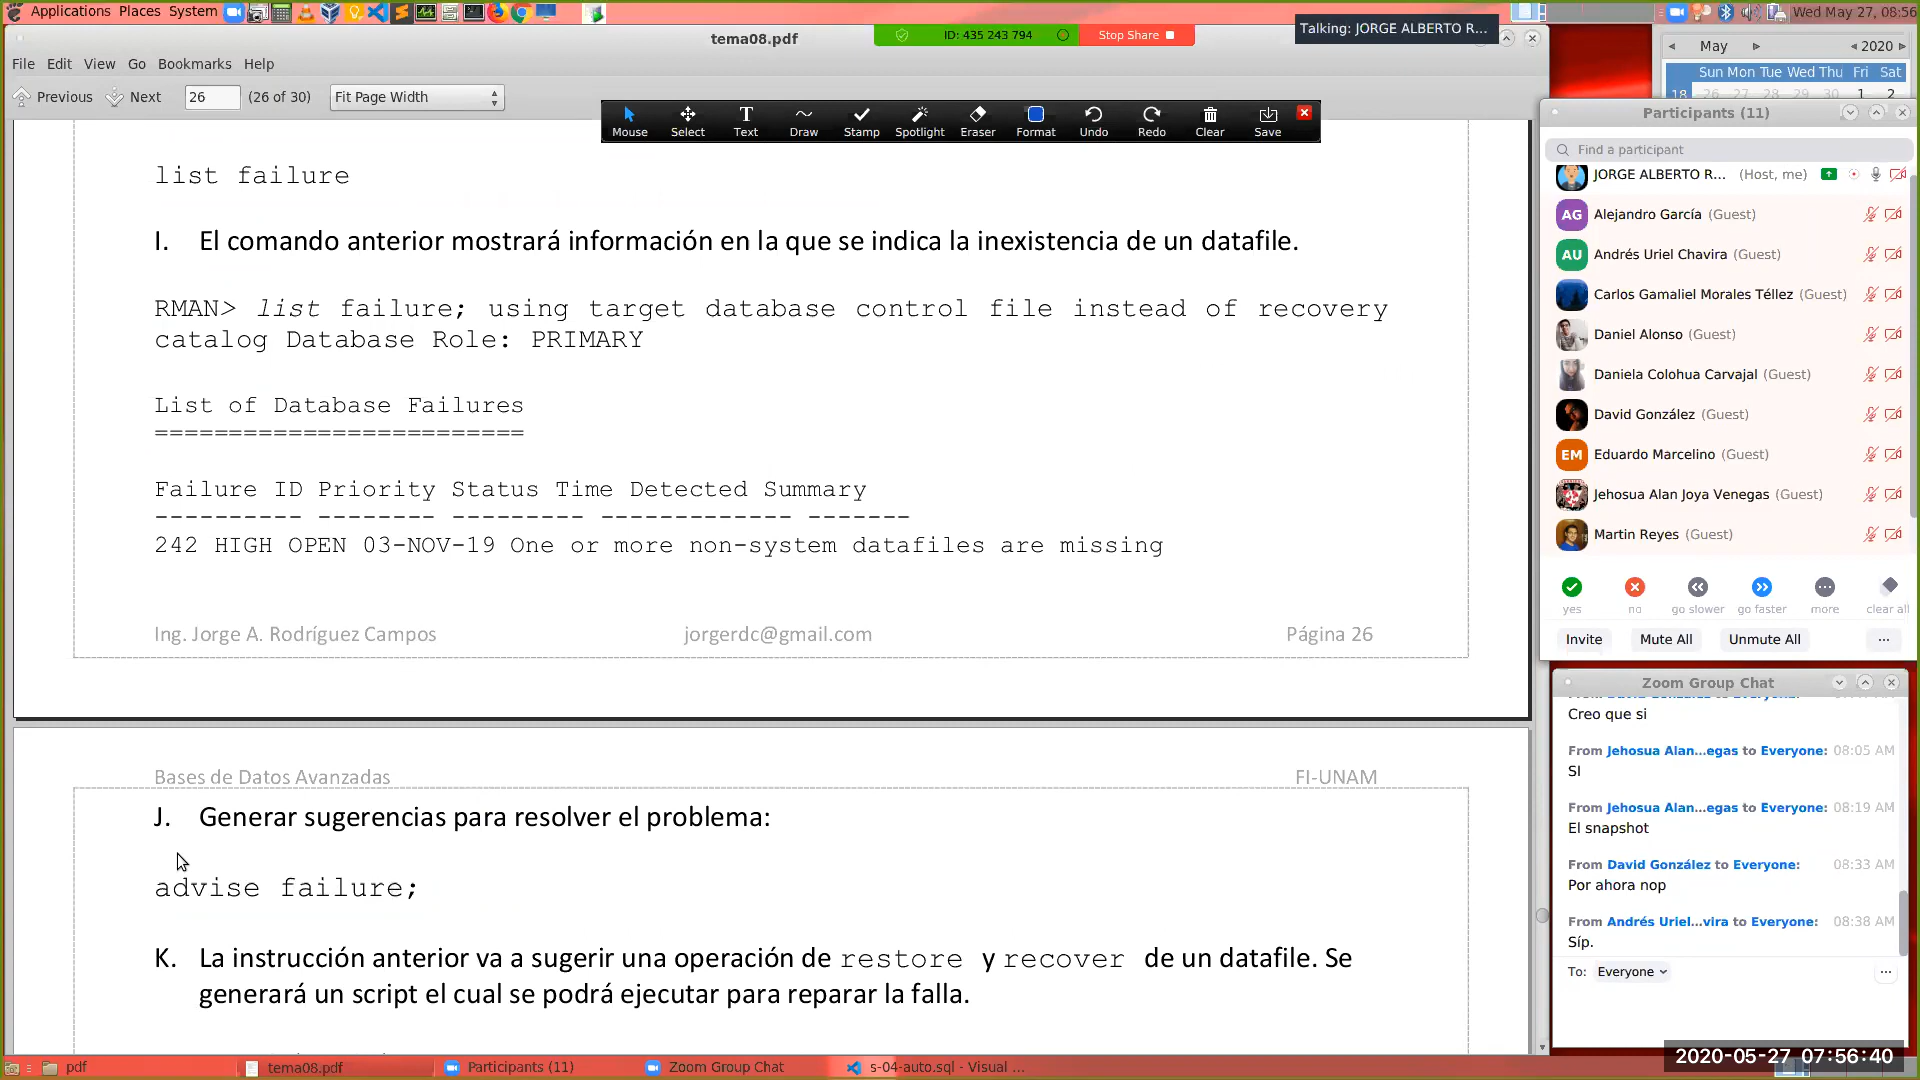 Applications Places System
Wed May 27, 08:56
tema08.pdf
ID: 435 243 794
Stop Share
Talking: JORGE ALBERTO R...
File Edit View Go Bookmarks Help
Previous Next 26 (26 of 30) Fit Page Width
Mouse Select Text Draw Stamp Spotlight Eraser Format Undo Redo Clear Save
list failure
I. El comando anterior mostrará información en la que se indica la inexistencia de un datafile.
RMAN> list failure; using target database control file instead of recovery
catalog Database Role: PRIMARY
List of Database Failures
=========================
Failure ID Priority Status Time Detected Summary
---------- -------- --------- ------------- -------
242 HIGH OPEN 03-NOV-19 One or more non-system datafiles are missing
Ing. Jorge A. Rodríguez Campos jorgerdc@gmail.com Página 26
Bases de Datos Avanzadas FI-UNAM
J. Generar sugerencias para resolver el problema:
advise failure;
K. La instrucción anterior va a sugerir una operación de restore y recover de un datafile. Se
generará un script el cual se podrá ejecutar para reparar la falla.
May 2020
Sun Mon Tue Wed Thu Fri Sat
18 26 27 28 29 30 1 2
Participants (11)
Find a participant
JORGE ALBERTO R... (Host, me)
AG Alejandro García (Guest)
AU Andrés Uriel Chavira (Guest)
Carlos Gamaliel Morales Téllez (Guest)
Daniel Alonso (Guest)
Daniela Colohua Carvajal (Guest)
David González (Guest)
EM Eduardo Marcelino (Guest)
Jehosua Alan Joya Venegas (Guest)
Martin Reyes (Guest)
yes no go slower go faster more clear all
Invite Mute All Unmute All ...
Zoom Group Chat
Creo que si
From Jehosua Alan...egas to Everyone: 08:05 AM
SI
From Jehosua Alan...egas to Everyone: 08:19 AM
El snapshot
From David González to Everyone: 08:33 AM
Por ahora nop
From Andrés Uriel...vira to Everyone: 08:38 AM
Síp.
To: Everyone
2020-05-27 07:56:40
pdf tema08.pdf Participants (11) Zoom Group Chat s-04-auto.sql - Visual ...